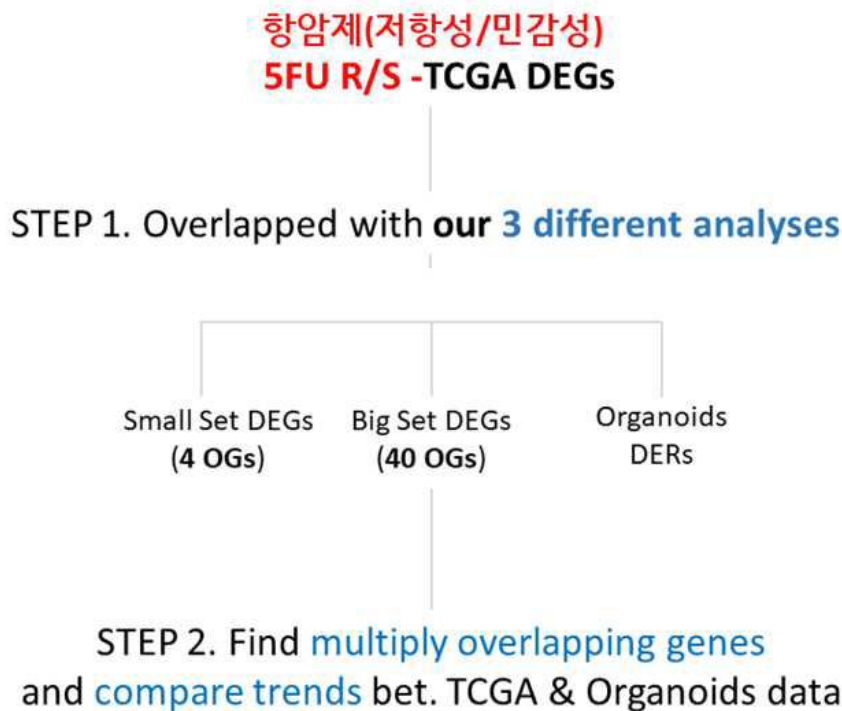 항암제(저항성/민감성)
5FU R/S -TCGA DEGs
STEP 1. Overlapped with our 3 different analyses
Small Set DEGs
(4 OGs)
Big Set DEGs
(40 OGs)
Organoids
DERs
STEP 2. Find multiply overlapping genes
and compare trends bet. TCGA & Organoids data